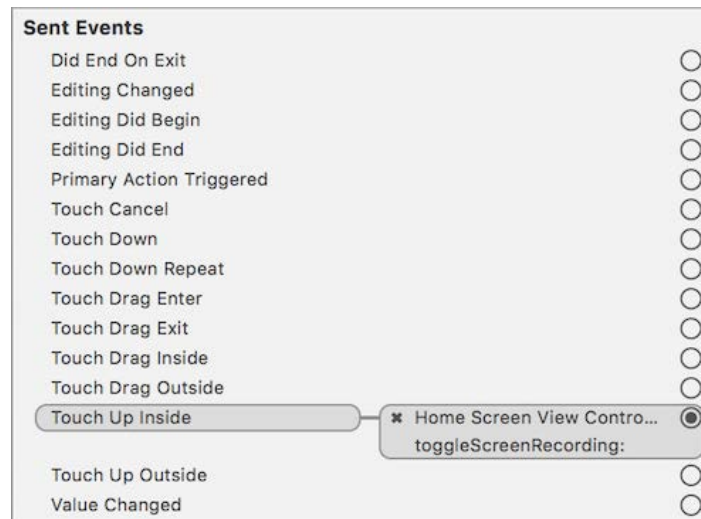 Sent Events
Did End On Exit
Editing Changed
Editing Did Begin
Editing Did End
Primary Action Triggered
Touch Cancel
Touch Down
Touch Down Repeat
Touch Drag Enter
Touch Drag Exit
Touch Drag Inside
Touch Drag Outside
Touch Up Inside
Home Screen View Contro...
toggleScreenRecording:
Touch Up Outside
Value Changed